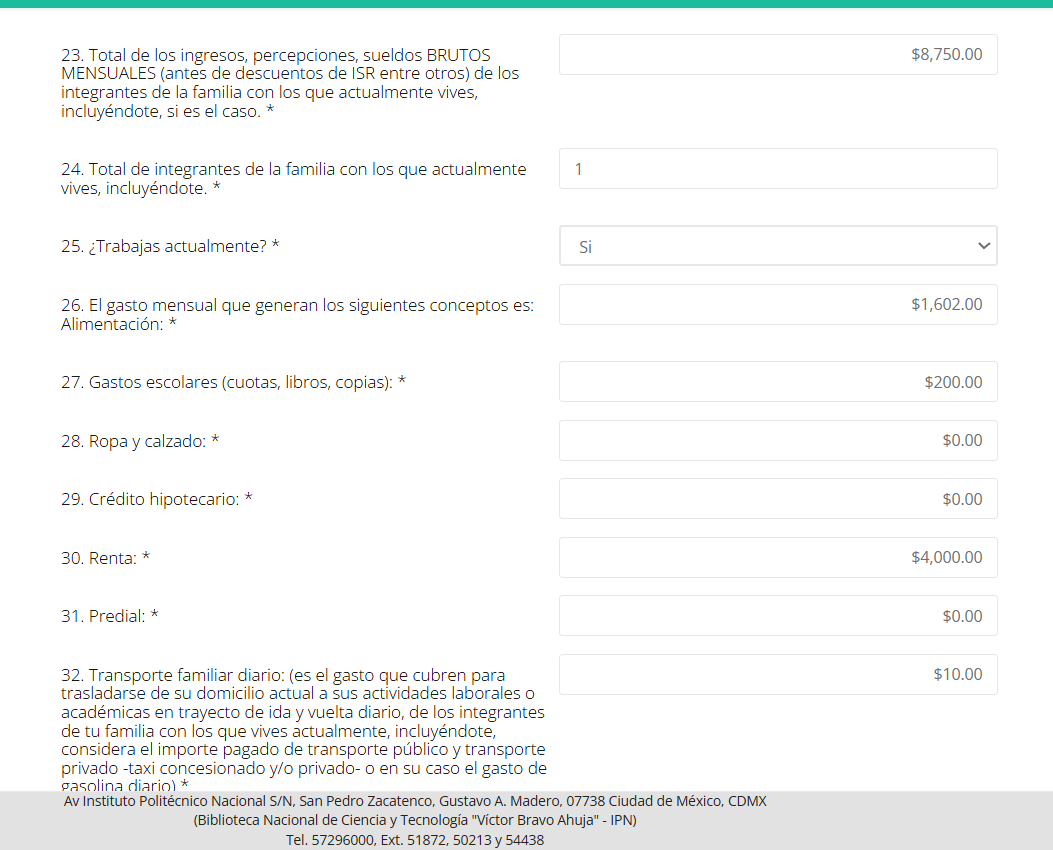 23. Total de los ingresos, percepciones, sueldos BRUTOS
MENSUALES (antes de descuentos de ISR entre otros) de los
integrantes de la familia con los que actualmente vives,
incluyéndote, si es el caso. *
$8,750.00
24. Total de integrantes de la familia con los que actualmente
vives, incluyéndote. *
1
25. ¿Trabajas actualmente? *
Si
26. El gasto mensual que generan los siguientes conceptos es:
Alimentación: *
$1,602.00
27. Gastos escolares (cuotas, libros, copias): *
$200.00
28. Ropa y calzado: *
$0.00
29. Crédito hipotecario: *
$0.00
30. Renta: *
$4,000.00
31. Predial: *
$0.00
32. Transporte familiar diario: (es el gasto que cubren para
trasladarse de su domicilio actual a sus actividades laborales o
académicas en trayecto de ida y vuelta diario, de los integrantes
de tu familia con los que vives actualmente, incluyéndote,
considera el importe pagado de transporte público y transporte
privado -taxi concesionado y/o privado- o en su caso el gasto de
gasolina diario) *
$10.00
Av Instituto Politécnico Nacional S/N, San Pedro Zacatenco, Gustavo A. Madero, 07738 Ciudad de México, CDMX
(Biblioteca Nacional de Ciencia y Tecnología "Víctor Bravo Ahuja" - IPN)
Tel. 57296000, Ext. 51872, 50213 y 54438